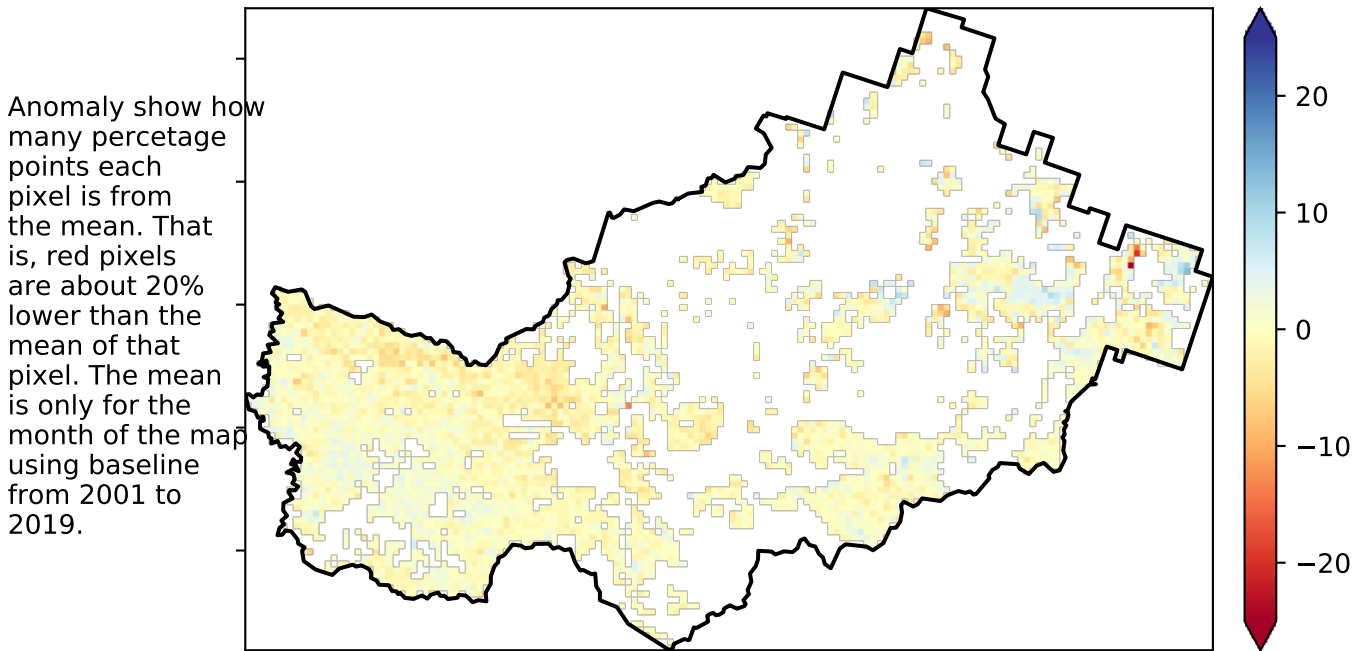 Anomaly show how
many percetage
points each
pixel is from
the mean. That
is, red pixels
are about 20%
lower than the
mean of that
pixel. The mean
is only for the
month of the map
using baseline
from 2001 to
2019.
20
10
0
−10
−20